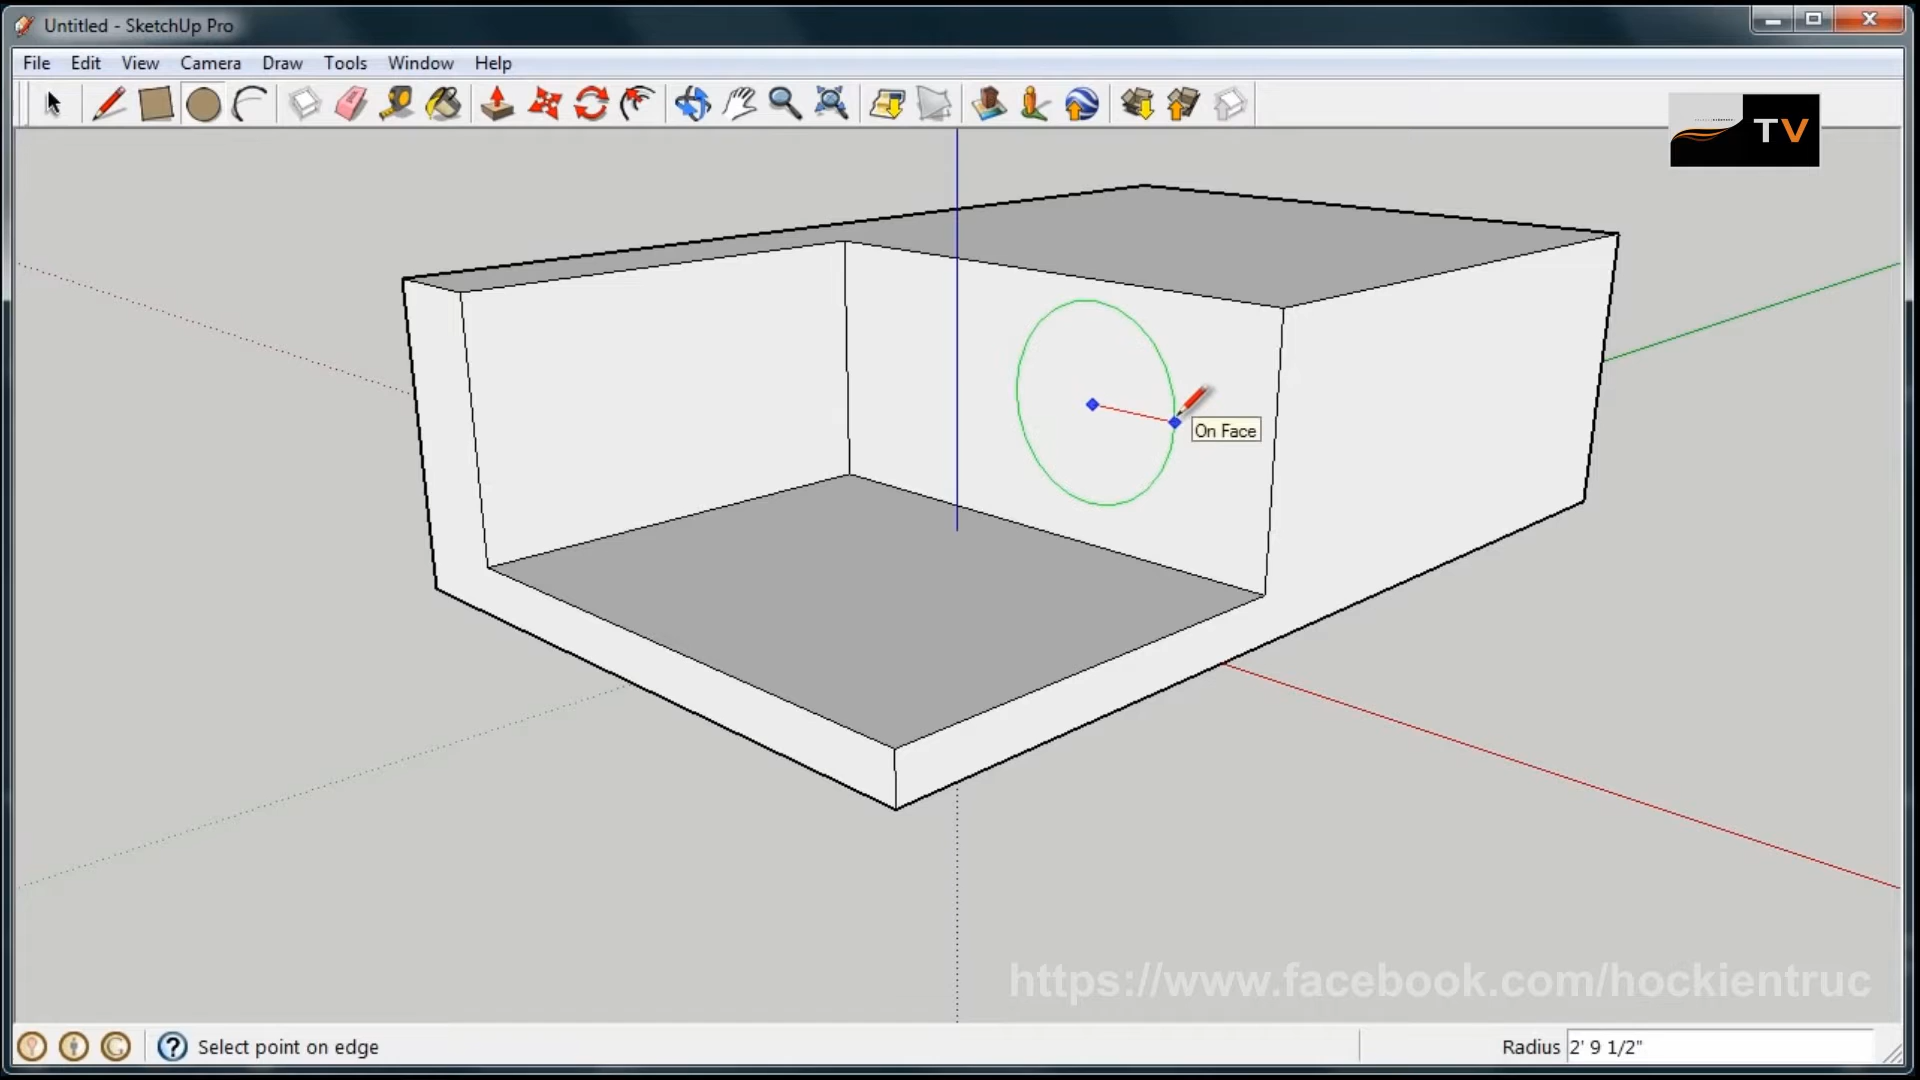 Untitled - SketchUp Pro
File Edit View Camera Draw Tools Window Help
TV
On Face
https://www.facebook.com/hockientruc
Select point on edge
Radius 2' 9 1/2"